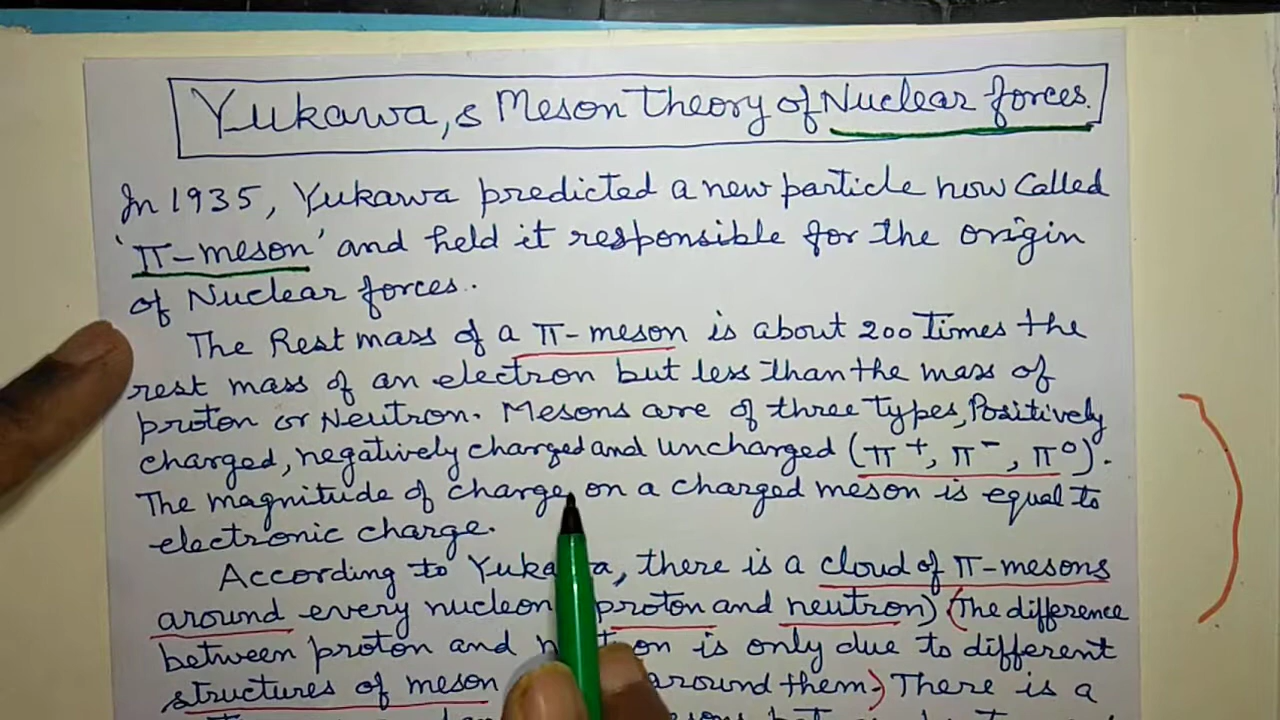 Yukawa,s Meson Theory of Nuclear forces.
In 1935, Yukawa predicted a new particle now Called
'π-meson' and held it responsible for the origin
of Nuclear forces.
The Rest mass of a π-meson is about 200 Times the
rest mass of an electron but less than the mass of
proton or Neutron. Mesons are of three Types, Positively
charged, negatively charged and Uncharged (π+, π-, π0).
The magnitude of charge on a charged meson is equal to
electronic charge.
According to Yukawa, there is a cloud of π-mesons
around every nucleon proton and neutron) (The difference
between proton and is only due to different
structures of meson around them.) There is a